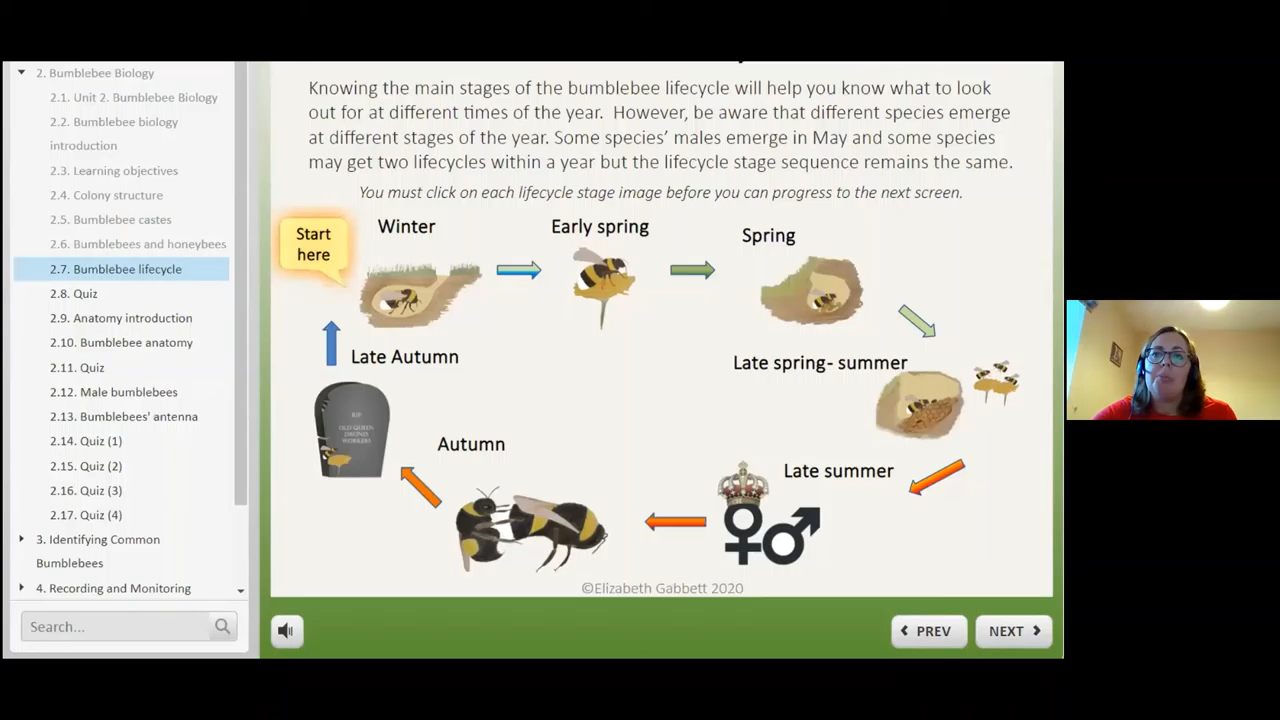 2. Bumblebee Biology
2.1. Unit 2. Bumblebee Biology
2.2. Bumblebee biology
introduction
2.3. Learning objectives
2.4. Colony structure
2.5. Bumblebee castes
2.6. Bumblebees and honeybees
2.7. Bumblebee lifecycle
2.8. Quiz
2.9. Anatomy introduction
2.10. Bumblebee anatomy
2.11. Quiz
2.12. Male bumblebees
2.13. Bumblebees' antenna
2.14. Quiz (1)
2.15. Quiz (2)
2.16. Quiz (3)
2.17. Quiz (4)
3. Identifying Common
Bumblebees
4. Recording and Monitoring
Search...
Knowing the main stages of the bumblebee lifecycle will help you know what to look
out for at different times of the year. However, be aware that different species emerge
at different stages of the year. Some species' males emerge in May and some species
may get two lifecycles within a year but the lifecycle stage sequence remains the same.
You must click on each lifecycle stage image before you can progress to the next screen.
Start
here
Winter
Early spring
Spring
Late spring- summer
Late summer
Autumn
Late Autumn
RIP
OLD QUEEN
DRONES
WORKERS
©Elizabeth Gabbett 2020
PREV
NEXT